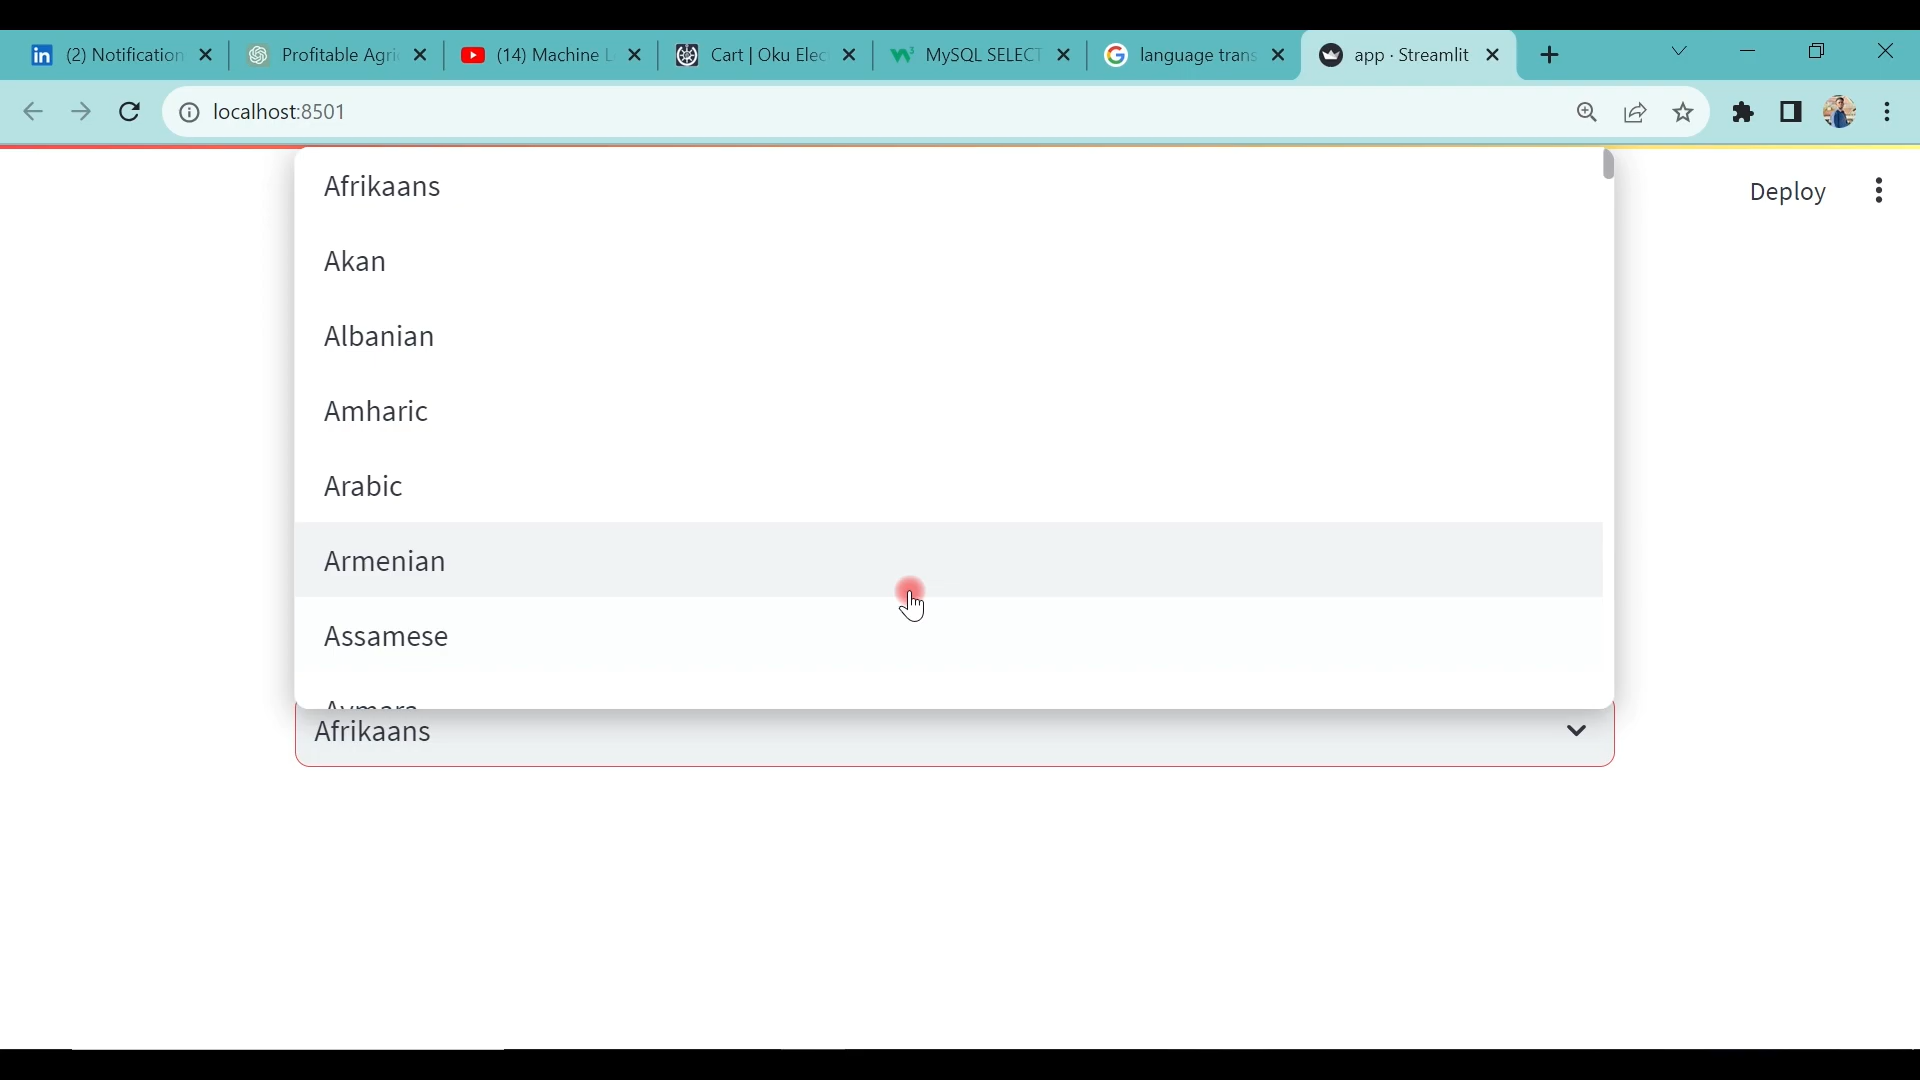 (2) Notification
Profitable Agri
(14) Machine L
Cart | Oku Elec
MySQL SELECT
language trans
app · Streamlit
localhost:8501
Deploy
Afrikaans
Akan
Albanian
Amharic
Arabic
Armenian
Assamese
Aymara
Afrikaans